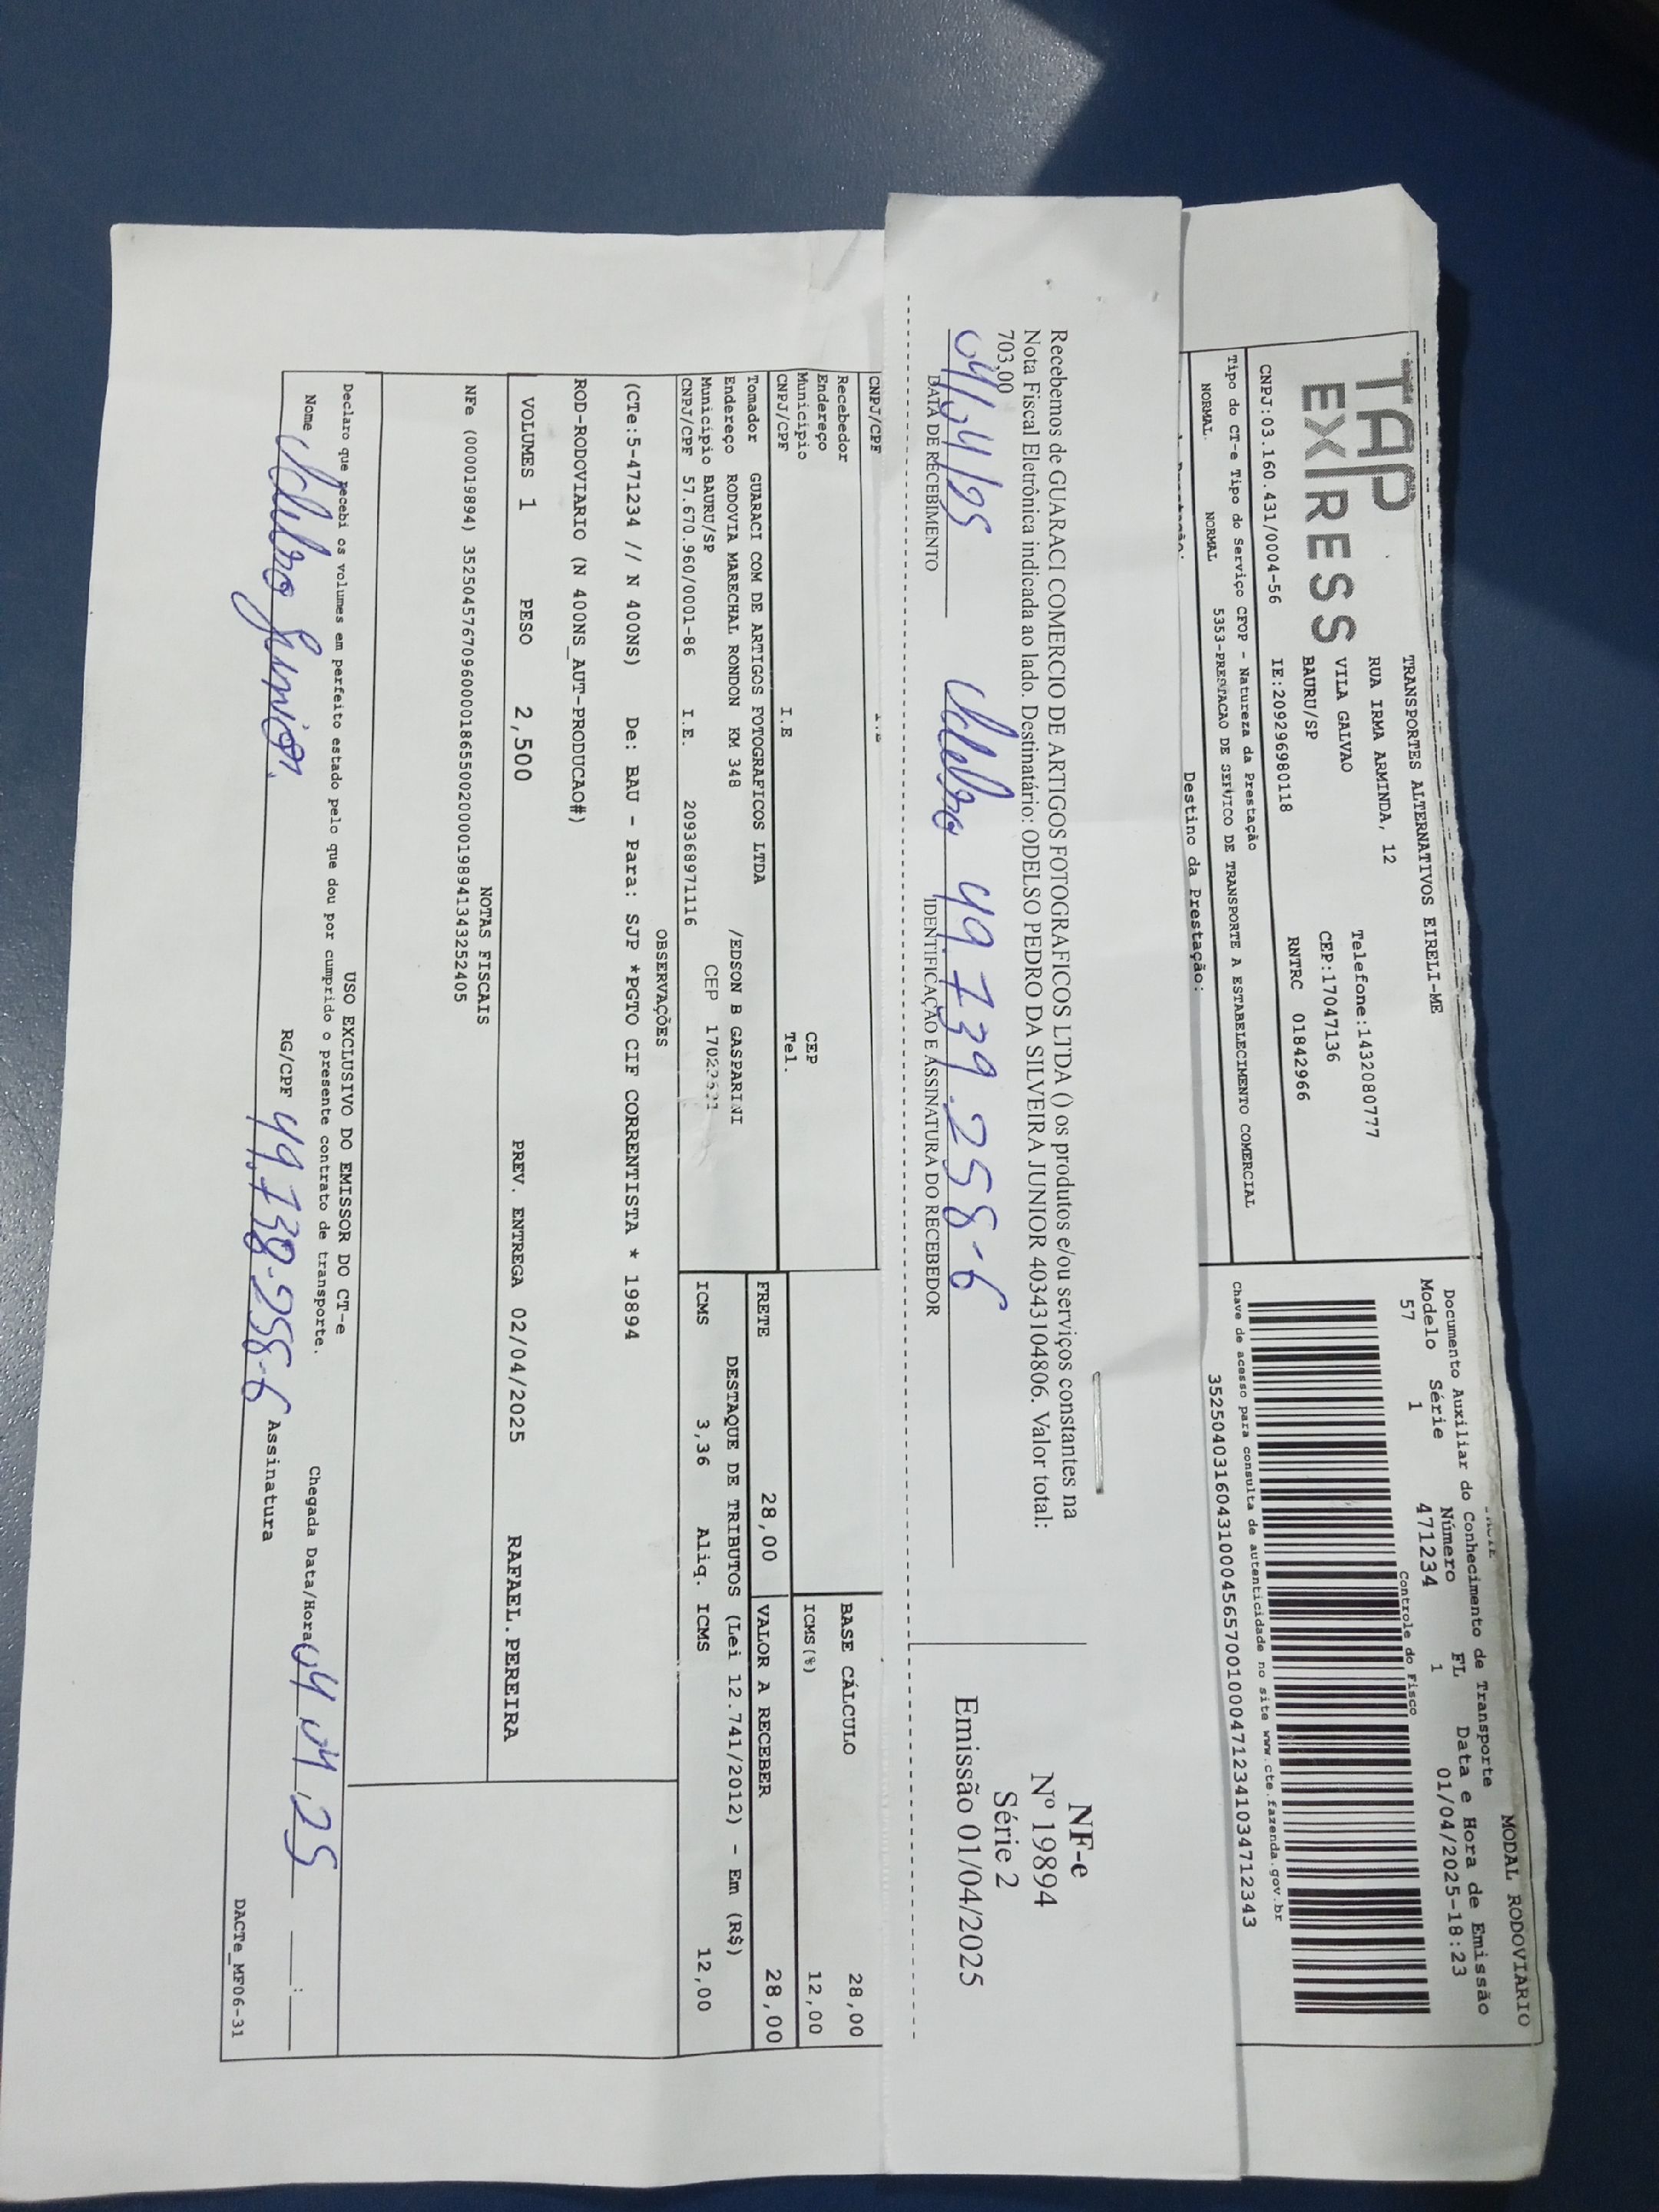 MODAL RODOVIÁRIO
TAP
EXPRESS
TRANSPORTES ALTERNATIVOS EIRELI-ME
RUA IRMA ARMINDA, 12
VILA GALVAO
BAURU/SP
Telefone:1432080777
CEP:17047136
CNPJ:03.160.431/0004-56 IE:209296980118 RNTRC 01842966
Documento Auxiliar do Conhecimento de Transporte
Modelo Série Número FL Data e Hora de Emissão
57 1 471234 1 01/04/2025-18:23
Controle do Fisco
Tipo do CT-e Tipo do Serviço CFOP - Natureza da Prestação
NORMAL NORMAL 5353-PRESTACAO DE SERVICO DE TRANSPORTE A ESTABELECIMENTO COMERCIAL
Chave de acesso para consulta de autenticidade no site www.cte.fazenda.gov.br
35250403160431000456570010004712341034712343
Destino da Prestação:
Recebemos de GUARACI COMERCIO DE ARTIGOS FOTOGRAFICOS LTDA () os produtos e/ou serviços constantes na
Nota Fiscal Eletrônica indicada ao lado. Destinatário: ODELSO PEDRO DA SILVEIRA JUNIOR 40343104806. Valor total:
703,00
04/04/25 49.739.258-6
DATA DE RECEBIMENTO IDENTIFICAÇÃO E ASSINATURA DO RECEBEDOR
NF-e
Nº 19894
Série 2
Emissão 01/04/2025
CNPJ/CPF
Recebedor
Endereço
Município CEP
CNPJ/CPF I.E Tel.
BASE CÁLCULO 28,00
ICMS(%) 12,00
Tomador GUARACI COM DE ARTIGOS FOTOGRAFICOS LTDA
Endereço RODOVIA MARECHAL RONDON KM 348 /EDSON B GASPARINI
Município BAURU/SP CEP
CNPJ/CPF 57.670.960/0001-86 I.E. 209368971116
FRETE 28,00 VALOR A RECEBER 28,00
DESTAQUE DE TRIBUTOS (Lei 12.741/2012) - Em (R$)
ICMS 3,36 Aliq. ICMS 12,00
OBSERVAÇÕES
(CTe:5-471234 // N 400NS) De: BAU - Para: SJP *PGTO CIF CORRENTISTA * 19894
ROD-RODOVIARIO (N 400NS_AUT-PRODUCAO#)
VOLUMES 1 PESO 2,500 PREV. ENTREGA 02/04/2025 RAFAEL.PEREIRA
NOTAS FISCAIS
NFe (000019894) 35250457670960000186550020000198941343252405
USO EXCLUSIVO DO EMISSOR DO CT-e
Declaro que recebi os volumes em perfeito estado pelo que dou por cumprido o presente contrato de transporte.
Nome Junior. RG/CPF Assinatura Chegada Data/Hora 04 04 25 __:__
DACTe_MF06-31